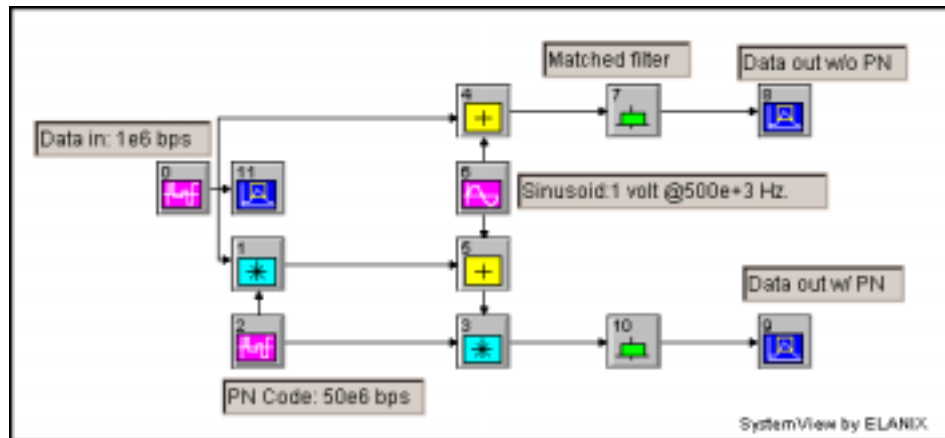 Matched filter
Data out w/o PN
4
7
8
Data in: 1e6 bps
0
11
6
Sinusoid:1 volt @500e+3 Hz.
1
5
Data out w/ PN
2
3
10
9
PN Code: 50e6 bps
SystemView by ELANIX